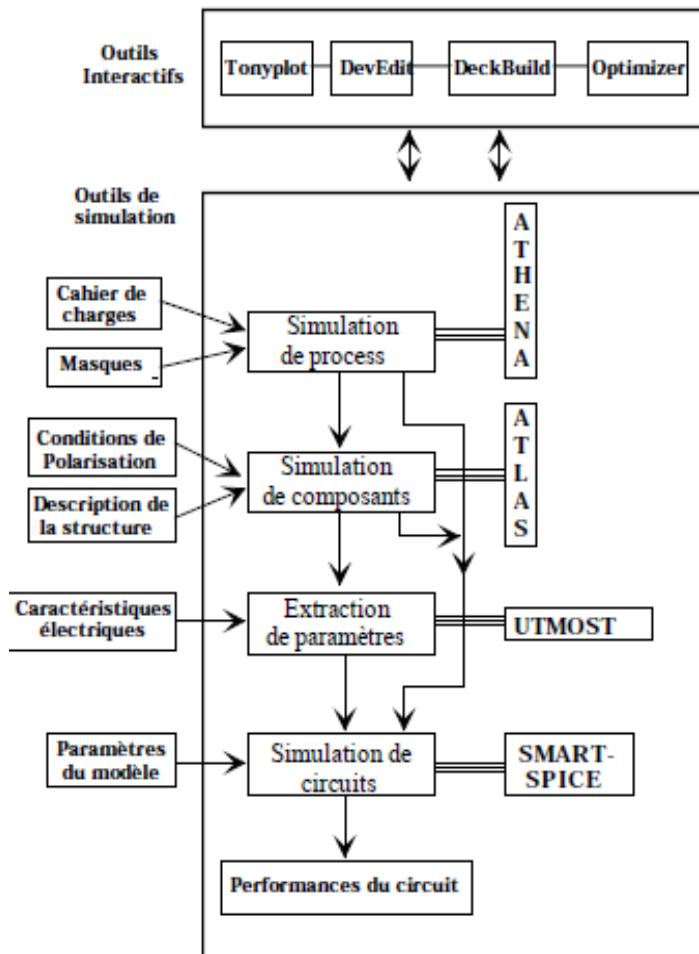 Outils
Interactifs
Tonyplot
DevEdit
DeckBuild
Optimizer
Outils de
simulation
A
T
H
E
N
A
Cahier de
charges
Simulation
de process
Masques
A
T
L
A
S
Conditions de
Polarisation
Simulation
de composants
Description de
la structure
Caractéristiques
électriques
Extraction
de paramètres
UTMOST
Paramètres
du modèle
Simulation de
circuits
SMART-
SPICE
Performances du circuit